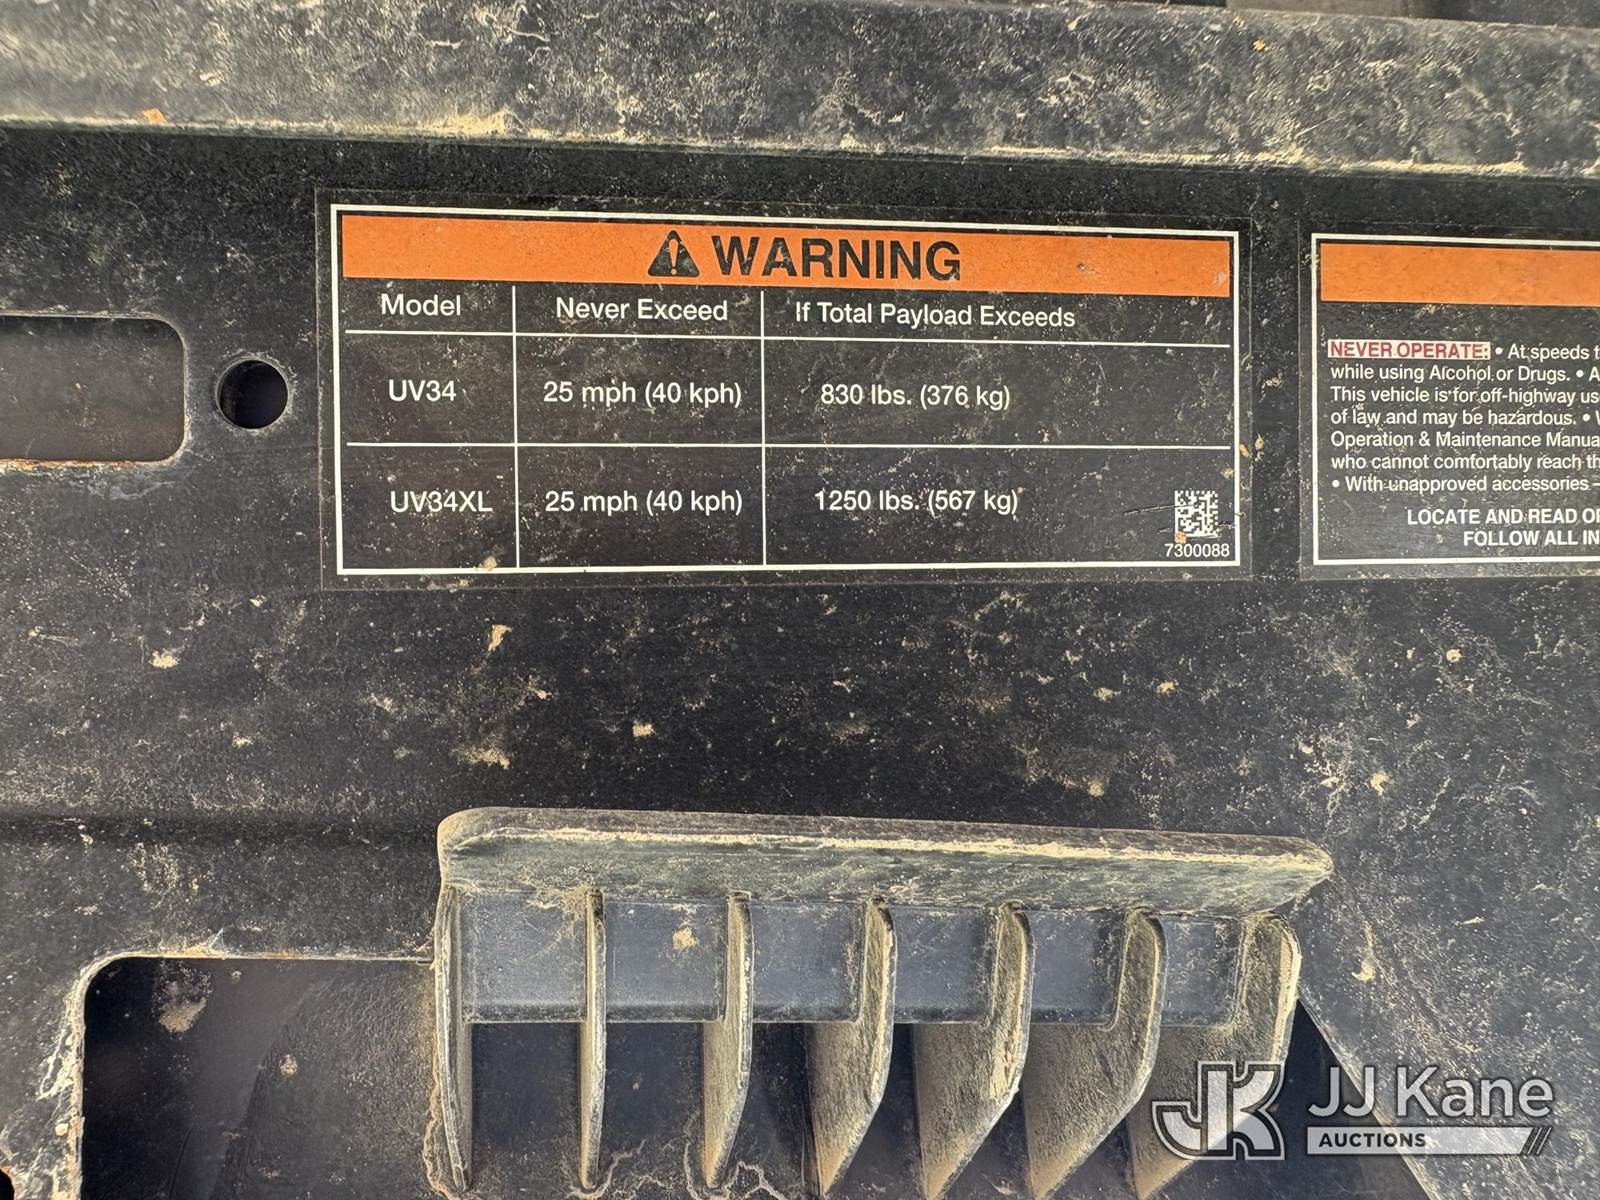 WARNING
Model Never Exceed If Total Payload Exceeds
UV34 25 mph (40 kph) 830 lbs. (376 kg)
UV34XL 25 mph (40 kph) 1250 lbs. (567 kg)
7300088
NEVER OPERATE: • At speeds
while using Alcohol or Drugs. •
This vehicle is for off-highway
of law and may be hazardous. •
Operation & Maintenance
who cannot comfortably reach
• With unapproved accessories –
LOCATE AND READ
FOLLOW ALL
JK JJ Kane
AUCTIONS